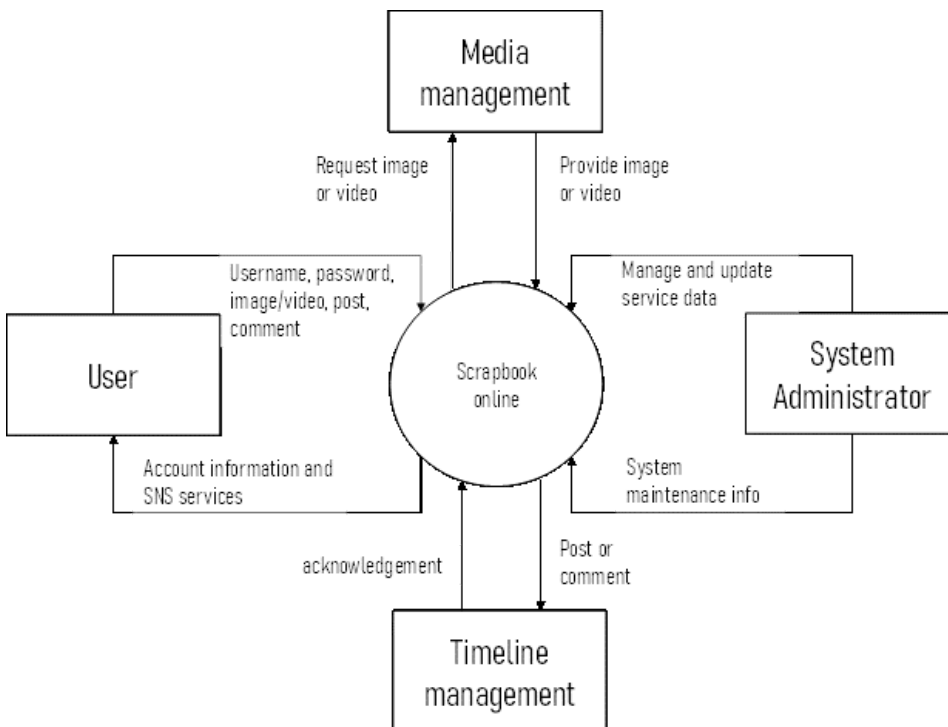 Media
management
Request image
or video
Provide image
or video
Username, password,
image/video, post,
comment
Manage and update
service data
User
Scrapbook
online
System
Administrator
Account information and
SNS services
System
maintenance info
acknowledgement
Post or
comment
Timeline
management